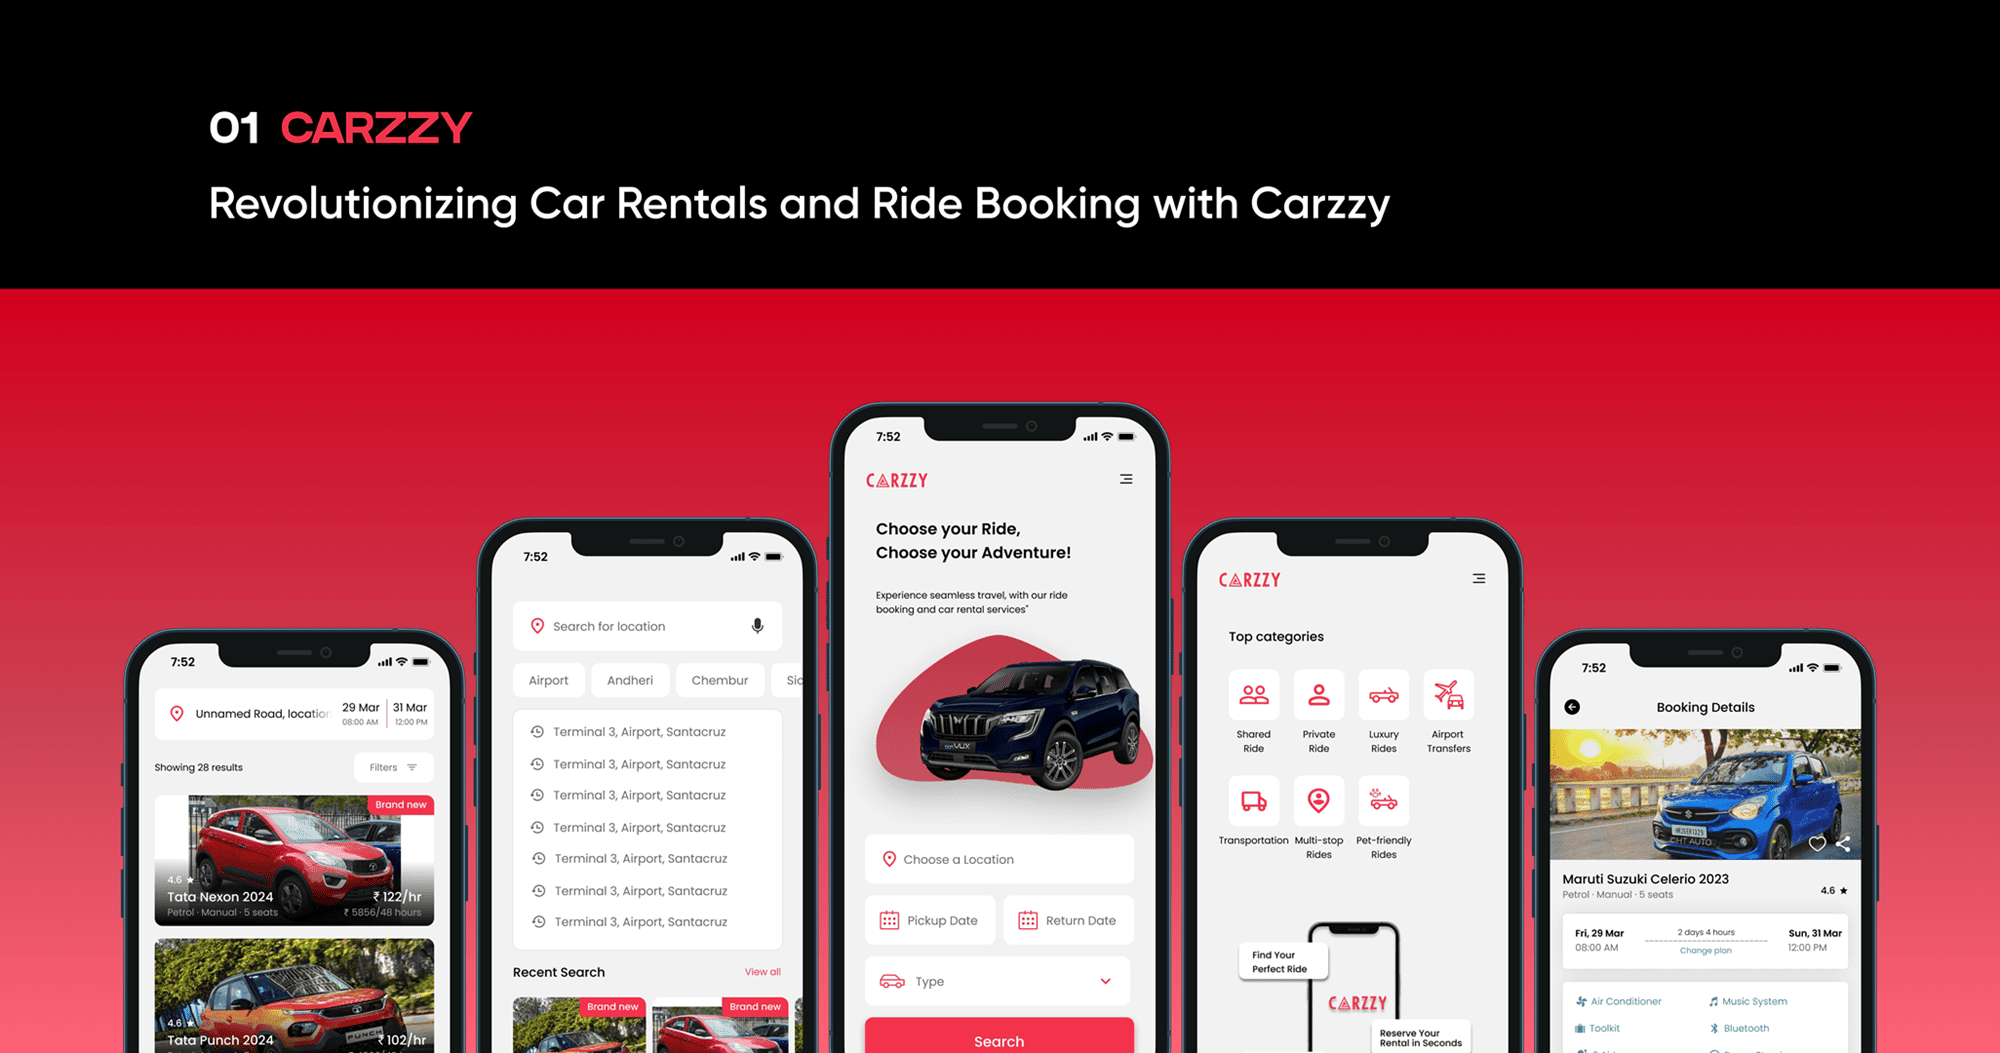 01 CARZZY
Revolutionizing Car Rentals and Ride Booking with Carzzy
7:52
Unnamed Road, location
29 Mar
08:00 AM
31 Mar
12:00 PM
Showing 28 results
Filters
Brand new
4.6 ★
Tata Nexon 2024
₹ 122/hr
Petrol · Manual · 5 seats
₹ 5856/48 hours
4.6 ★
PUNCH
Tata Punch 2024
₹ 102/hr
7:52
Search for location
Airport
Andheri
Chembur
Terminal 3, Airport, Santacruz
Terminal 3, Airport, Santacruz
Terminal 3, Airport, Santacruz
Terminal 3, Airport, Santacruz
Terminal 3, Airport, Santacruz
Terminal 3, Airport, Santacruz
Terminal 3, Airport, Santacruz
Recent Search
View all
Brand new
Brand new
7:52
CARZZY
Choose your Ride,
Choose your Adventure!
Experience seamless travel, with our ride
booking and car rental services"
Choose a Location
Pickup Date
Return Date
Type
Search
CARZZY
Top categories
Shared
Ride
Private
Ride
Luxury
Rides
Airport
Transfers
Transportation
Multi-stop
Rides
Pet-friendly
Rides
Find Your
Perfect Ride
CARZZY
Reserve Your
Rental in Seconds
7:52
Booking Details
CHT AUTO
Maruti Suzuki Celerio 2023
Petrol · Manual · 5 seats
4.6 ★
Fri, 29 Mar
08:00 AM
2 days 4 hours
Change plan
Sun, 31 Mar
12:00 PM
Air Conditioner
Music System
Toolkit
Bluetooth